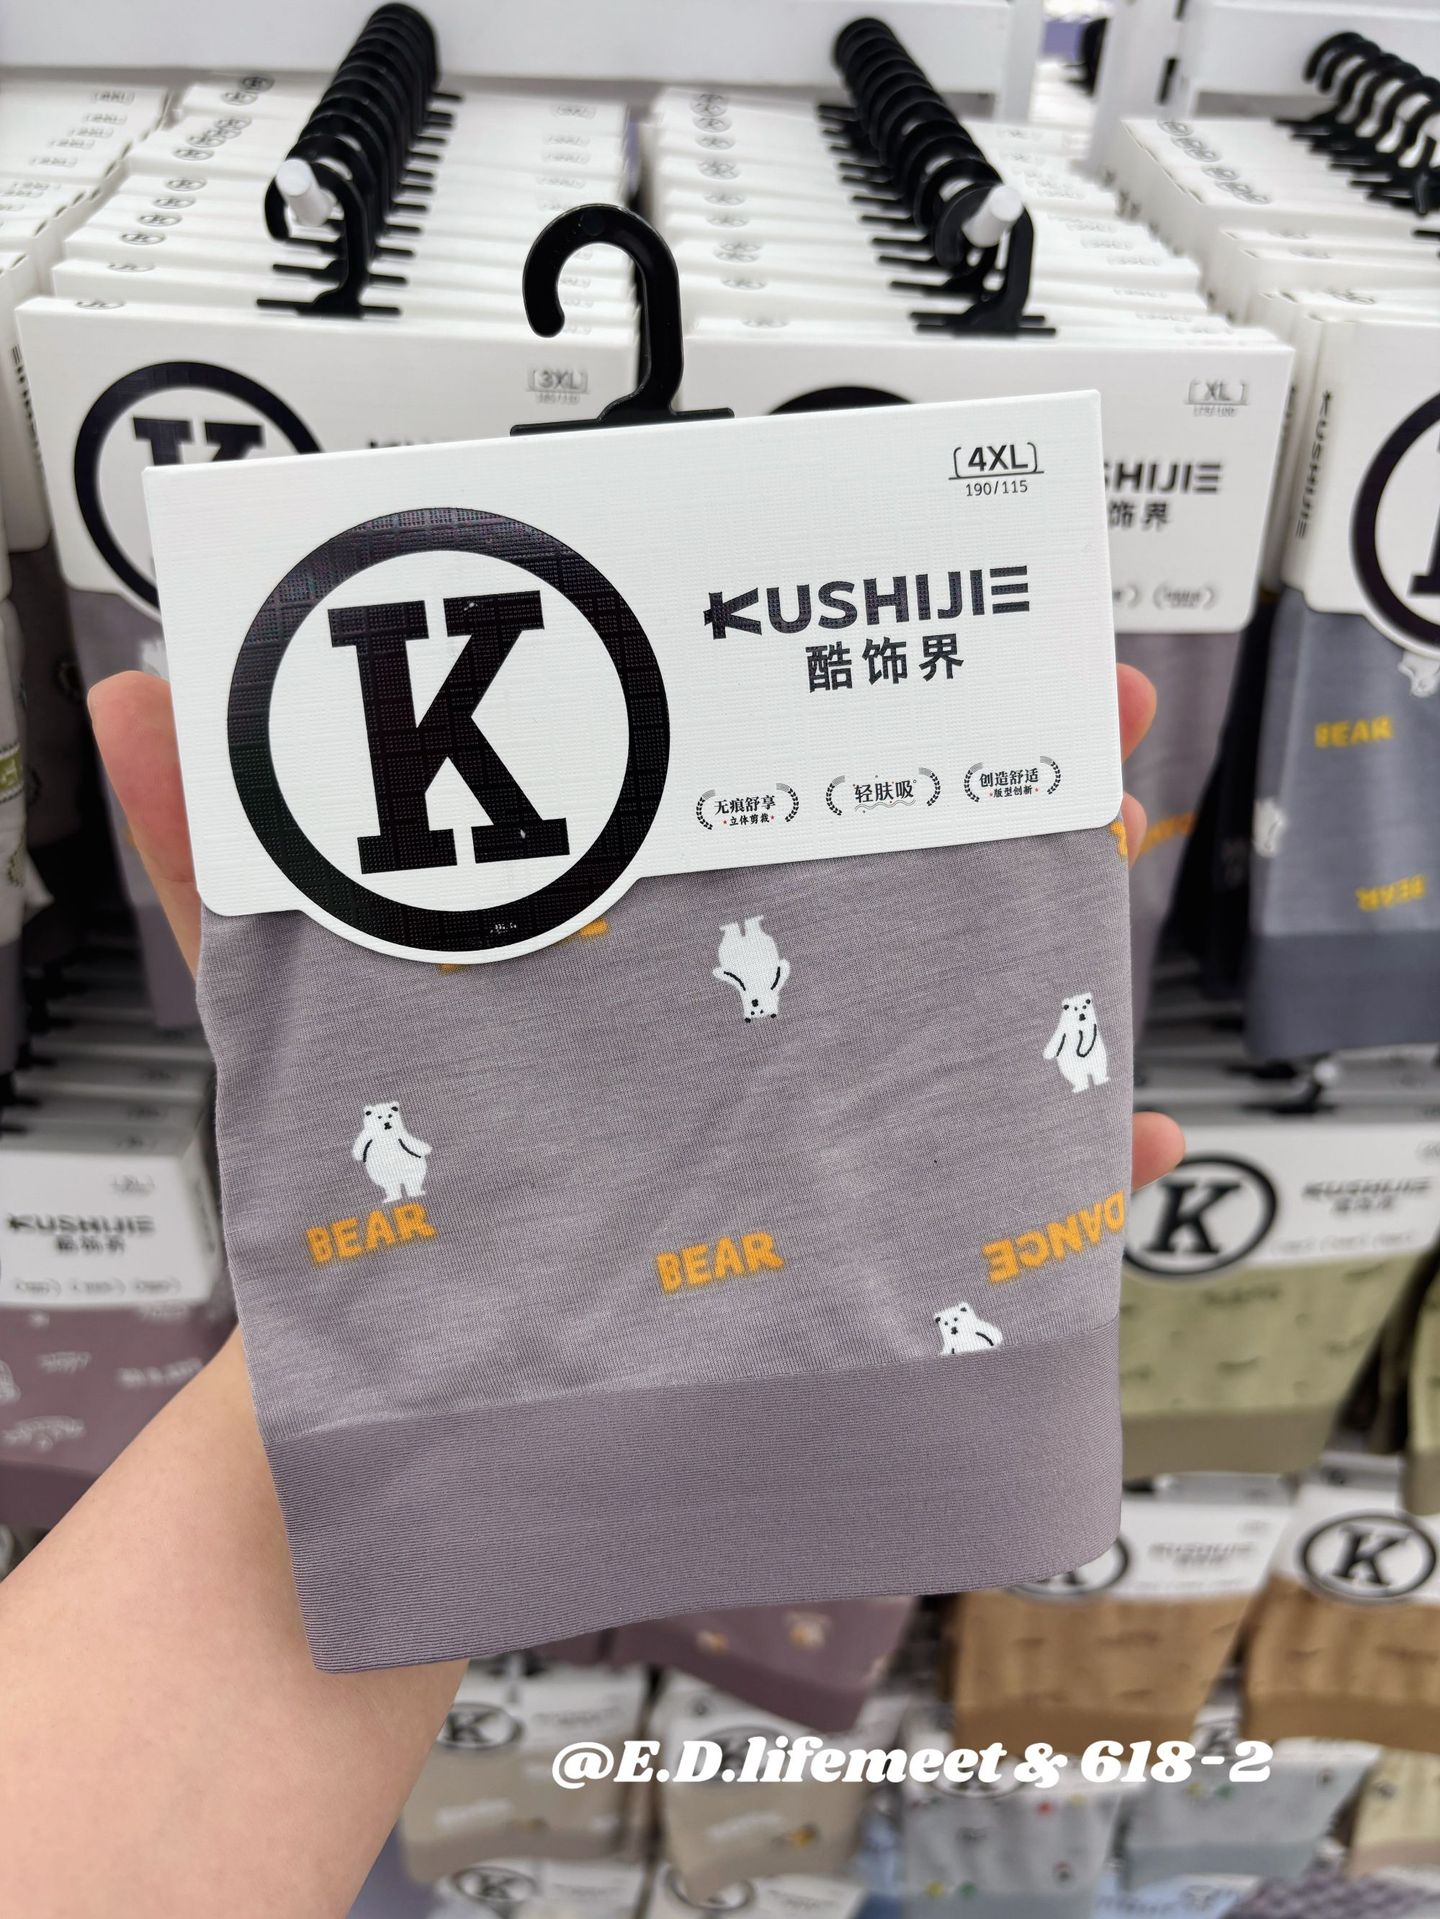 [4XL]
190/115
K
KUSHIJIE
酷饰界
无痕舒享
立体剪裁
轻肤吸
创造舒适
版型创新
BEAR
BEAR
DANCE
[3XL]
[XL]
SHIJIE
饰界
KUSHIJIE
BEAR
BEAR
K
KUSHIJIE
酷饰界
K
K
@E.D.lifemeet & 618-2